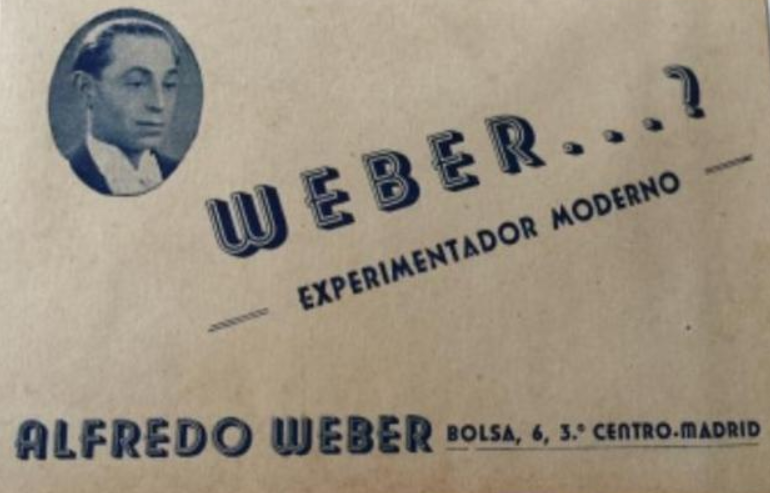 WEBER...?
EXPERIMENTADOR MODERNO
ALFREDO WEBER BOLSA, 6, 3.º CENTRO-MADRID